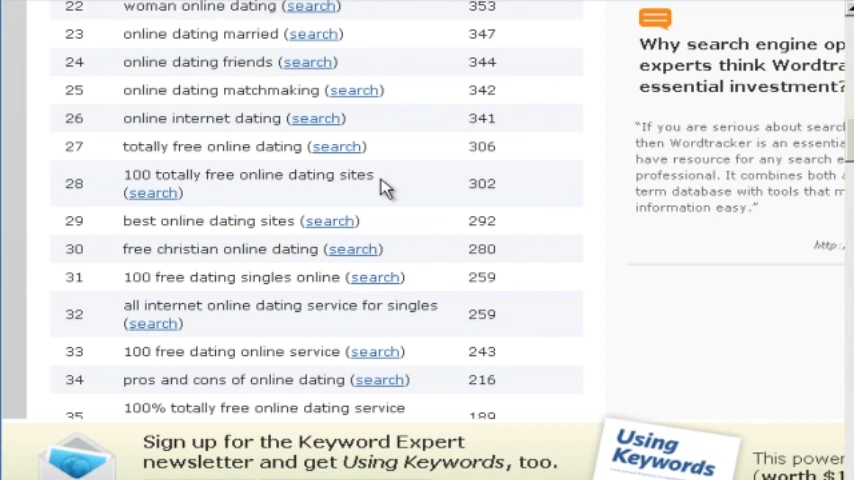 22 woman online dating (search) 353
23 online dating married (search) 347
24 online dating friends (search) 344
25 online dating matchmaking (search) 342
26 online internet dating (search) 341
27 totally free online dating (search) 306
28 100 totally free online dating sites 302
(search)
29 best online dating sites (search) 292
30 free christian online dating (search) 280
31 100 free dating singles online (search) 259
32 all internet online dating service for singles 259
(search)
33 100 free dating online service (search) 243
34 pros and cons of online dating (search) 216
35 100% totally free online dating service 189
Why search engine op
experts think Wordtra
essential investment?
"If you are serious about searc
then Wordtracker is an essentia
have resource for any search e
professional. It combines both a
term database with tools that m
information easy."
http:/
Sign up for the Keyword Expert
newsletter and get Using Keywords, too.
Using
Keywords
This power
(worth $1